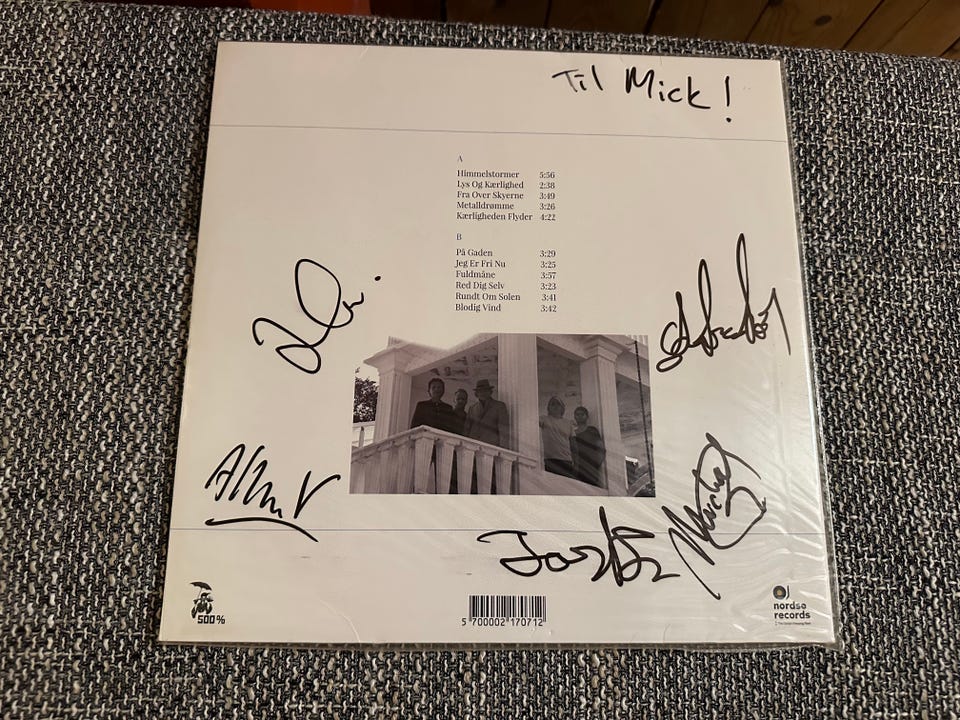 Til Mick!
A
Himmelstormer 5:56
Lys Og Kærlighed 2:38
Fra Over Skyerne 3:49
Metaldrømme 3:26
Kærligheden Flyder 4:22
B
På Gaden 3:29
Jeg Er Fri Nu 3:25
Fuldmåne 3:57
Red Dig Selv 3:23
Rundt Om Solen 3:41
Blodig Vind 3:42
500%
5 700002 170712
nordsø
records